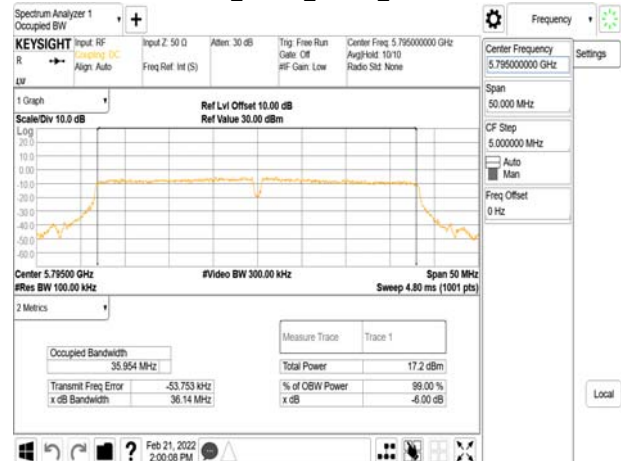 Spectrum Analyzer 1
Occupied BW
+
Frequency
KEYSIGHT
R
LW
Input: RF
Coupling: DC
Align: Auto
Input Z: 50 Ω
Freq Ref: Int (S)
Atten: 30 dB
Trig: Free Run
Gate: Off
#IF Gain: Low
Center Freq: 5.795000000 GHz
Avg|Hold: 10/10
Radio Std: None
Center Frequency
5.795000000 GHz
Settings
Span
50.000 MHz
CF Step
5.000000 MHz
Auto
Man
Freq Offset
0 Hz
Local
1 Graph
Scale/Div 10.0 dB
Ref Lvl Offset 10.00 dB
Ref Value 30.00 dBm
Log
20.0
10.0
0.00
-10.0
-20.0
-30.0
-40.0
-50.0
-60.0
Center 5.79500 GHz
#Video BW 300.00 kHz
Span 50 MHz
#Res BW 100.00 kHz
Sweep 4.80 ms (1001 pts)
2 Metrics
Measure Trace Trace 1
Occupied Bandwidth
35.954 MHz
Total Power 17.2 dBm
Transmit Freq Error -53.753 kHz
% of OBW Power 99.00 %
x dB Bandwidth 36.14 MHz
x dB -6.00 dB
?
Feb 21, 2022
2:00:08 PM